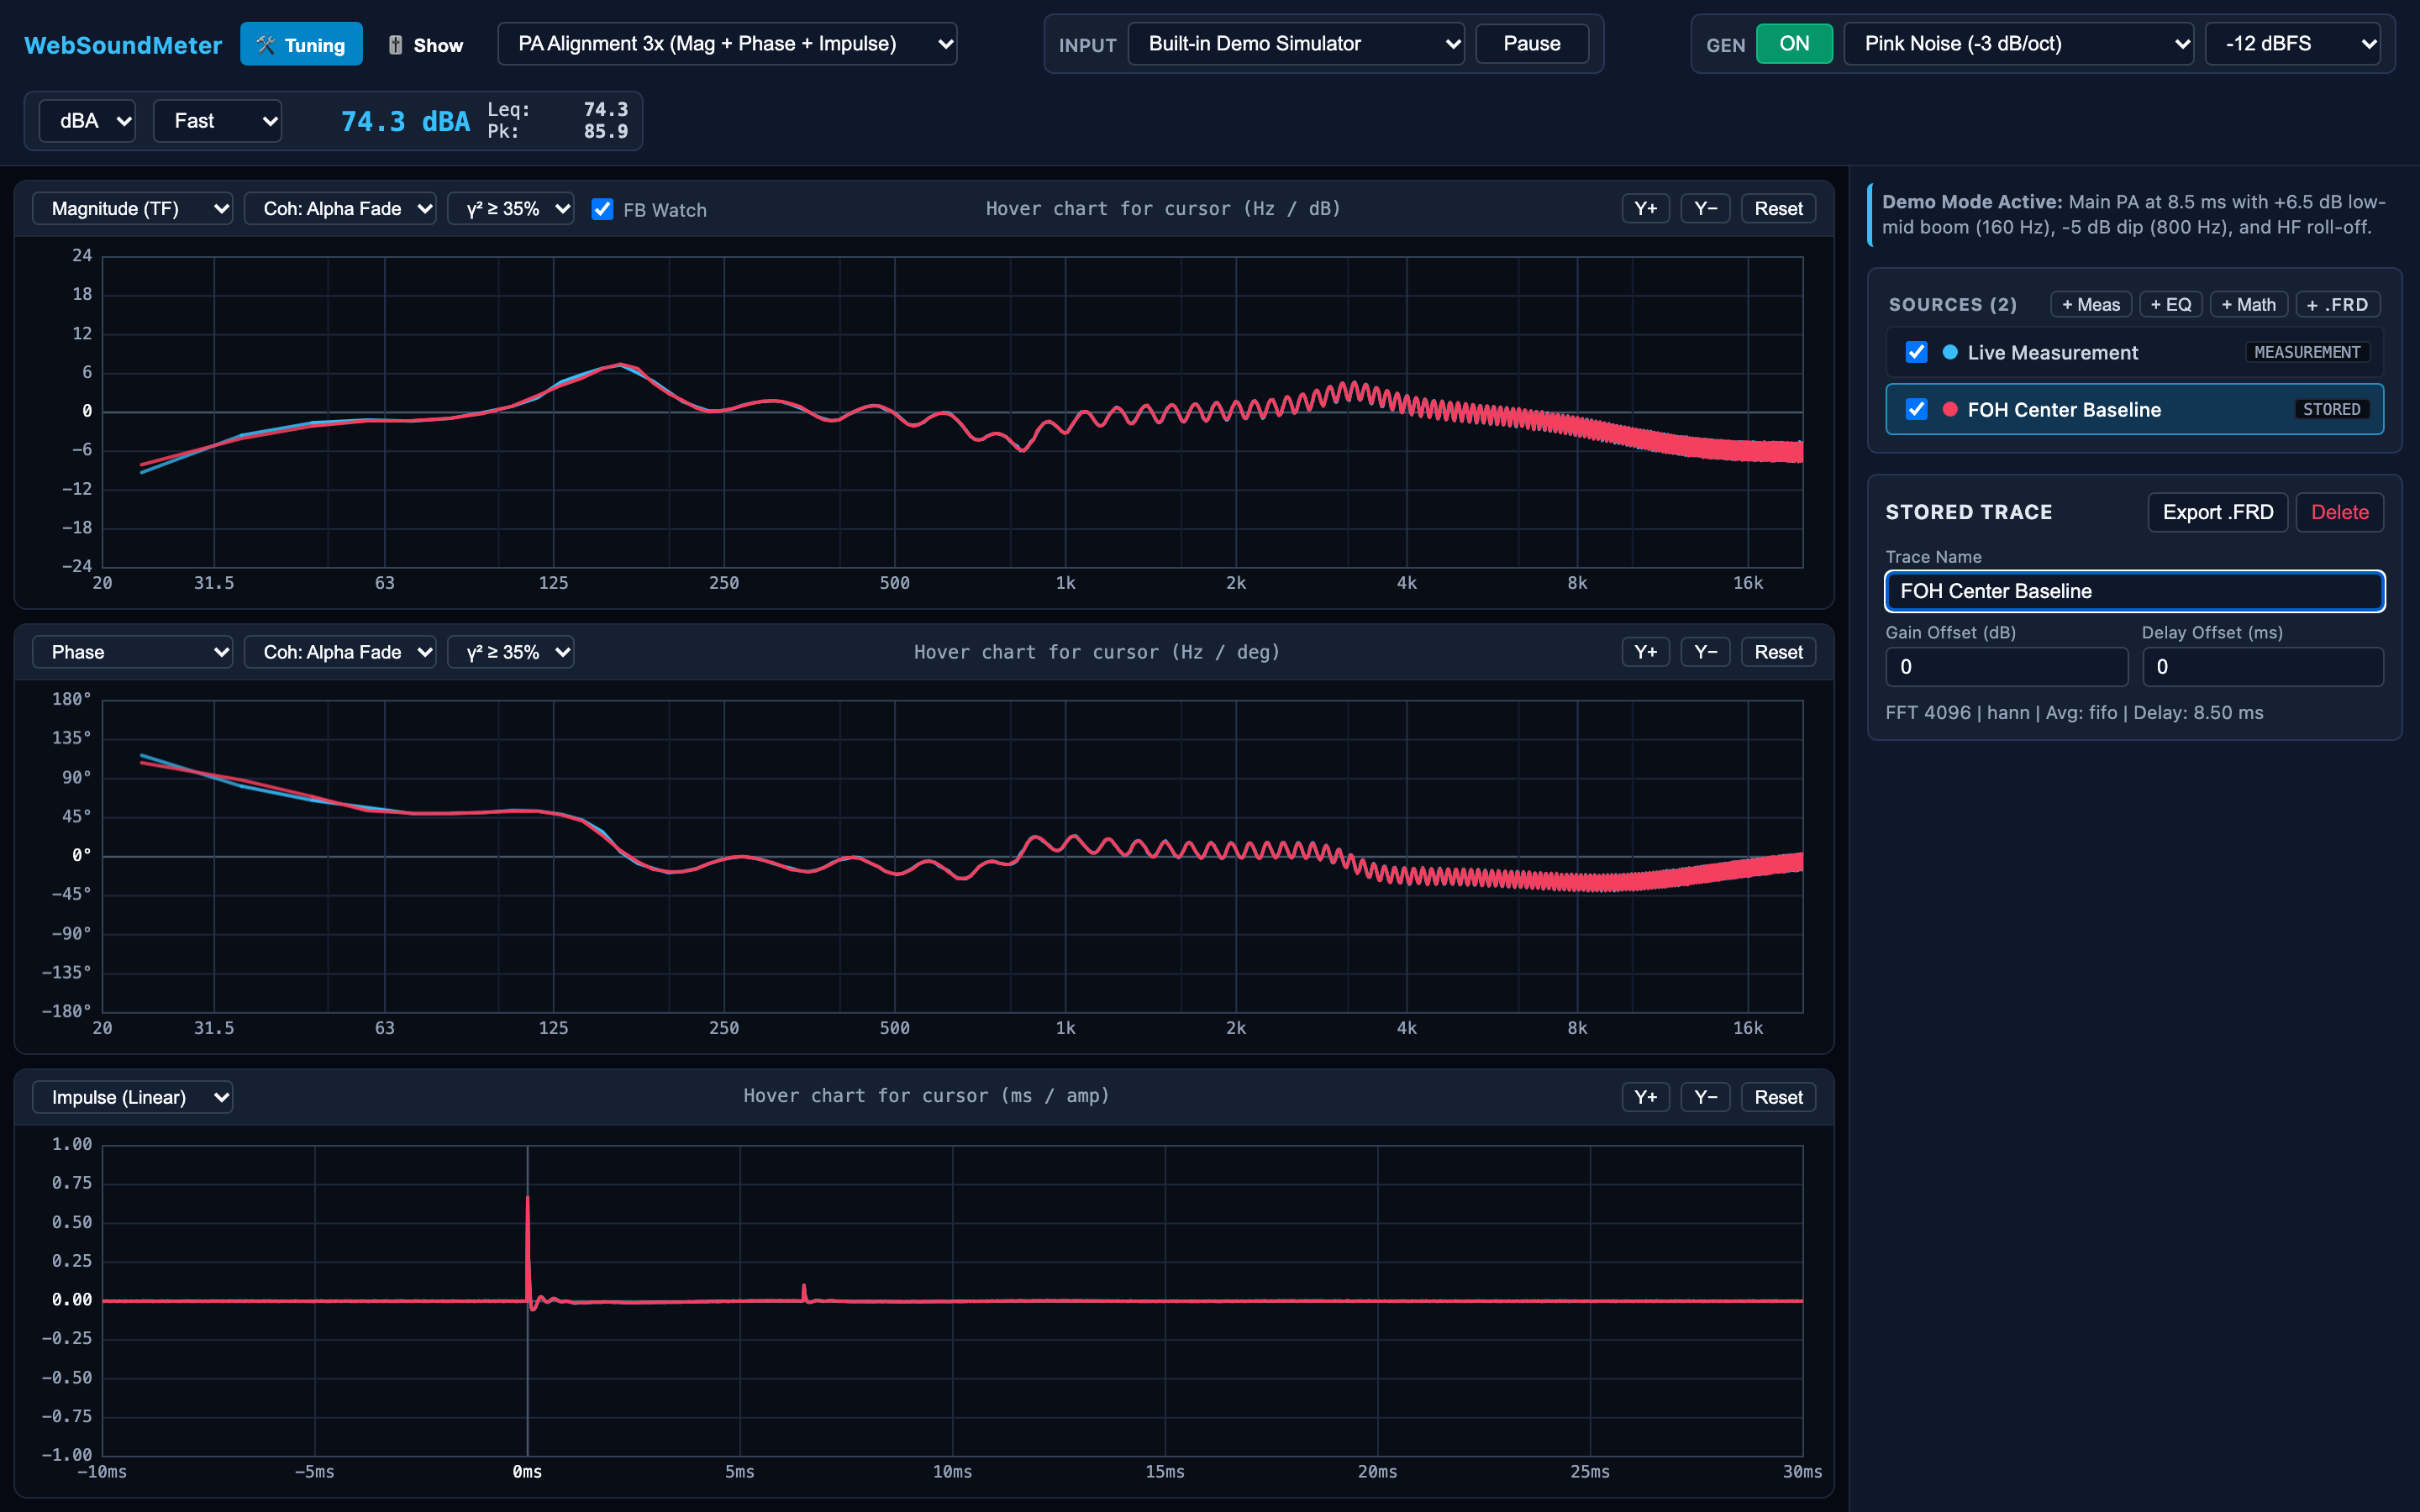 WebSoundMeter
🛠️ Tuning
🎚️ Show
PA Alignment 3x (Mag + Phase + Impulse)
INPUT
Built-in Demo Simulator
Pause
GEN
ON
Pink Noise (-3 dB/oct)
-12 dBFS
dBA
Fast
74.3 dBA
Leq: 74.3
Pk: 85.9
Magnitude (TF)
Coh: Alpha Fade
γ² ≥ 35%
FB Watch
Hover chart for cursor (Hz / dB)
Y+
Y−
Reset
24
18
12
6
0
−6
−12
−18
−24
20 31.5 63 125 250 500 1k 2k 4k 8k 16k
Phase
Coh: Alpha Fade
γ² ≥ 35%
Hover chart for cursor (Hz / deg)
Y+
Y−
Reset
180°
135°
90°
45°
0°
−45°
−90°
−135°
−180°
20 31.5 63 125 250 500 1k 2k 4k 8k 16k
Impulse (Linear)
Hover chart for cursor (ms / amp)
Y+
Y−
Reset
1.00
0.75
0.50
0.25
0.00
−0.25
−0.50
−0.75
−1.00
−10ms −5ms 0ms 5ms 10ms 15ms 20ms 25ms 30ms
Demo Mode Active: Main PA at 8.5 ms with +6.5 dB low-
mid boom (160 Hz), -5 dB dip (800 Hz), and HF roll-off.
SOURCES (2)
+ Meas
+ EQ
+ Math
+ .FRD
Live Measurement
MEASUREMENT
FOH Center Baseline
STORED
STORED TRACE
Export .FRD
Delete
Trace Name
FOH Center Baseline
Gain Offset (dB)
Delay Offset (ms)
0
0
FFT 4096 | hann | Avg: fifo | Delay: 8.50 ms